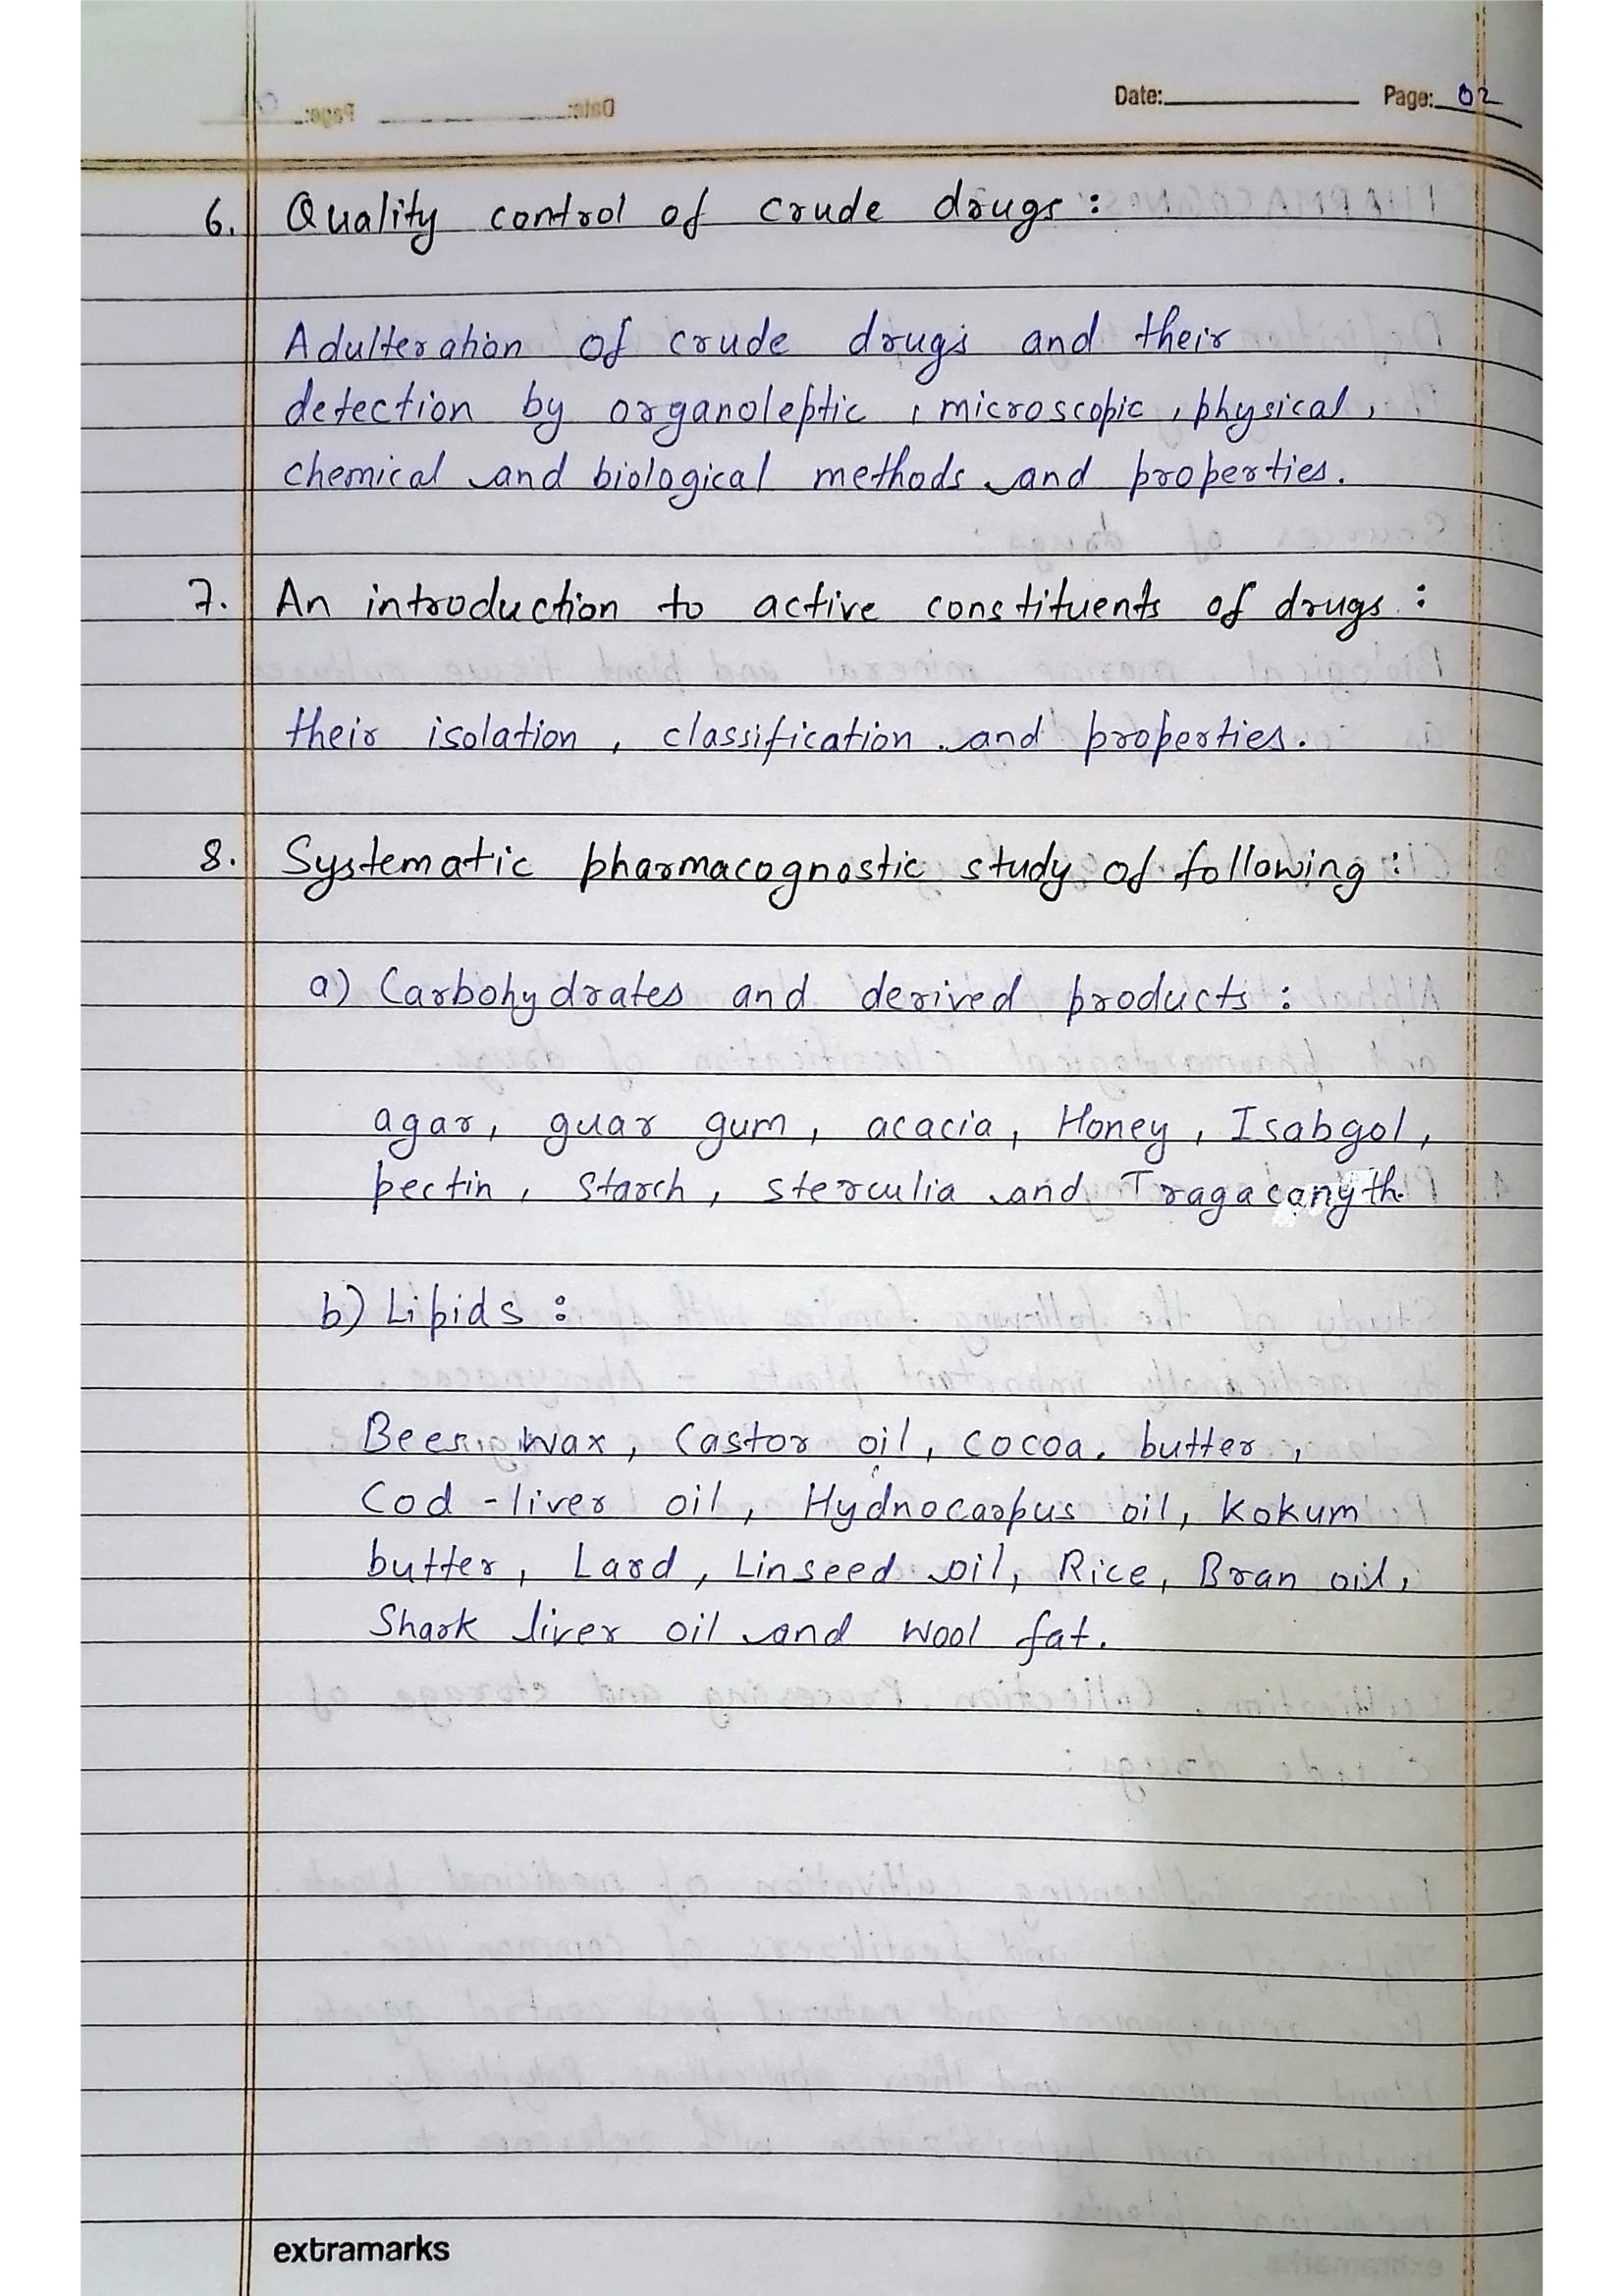 Date: Page: 02
6. Quality control of crude drugs :
Adulteration of crude drugs and their
detection by organoleptic , microscopic , physical ,
chemical and biological methods and properties.
7. An introduction to active constituents of drugs :
their isolation , classification and properties.
8. Systematic pharmacognostic study of following :
a) Carbohydrates and derived products :
agar, guar gum, acacia, Honey, Isabgol,
pectin, Starch, sterculia and Tragacanyth.
b) Lipids :
Bees wax, Castor oil, cocoa butter,
Cod-liver oil, Hydnocarpus oil, Kokum
butter, Lard, Linseed oil, Rice, Bran oil,
Shark liver oil and wool fat.
extramarks